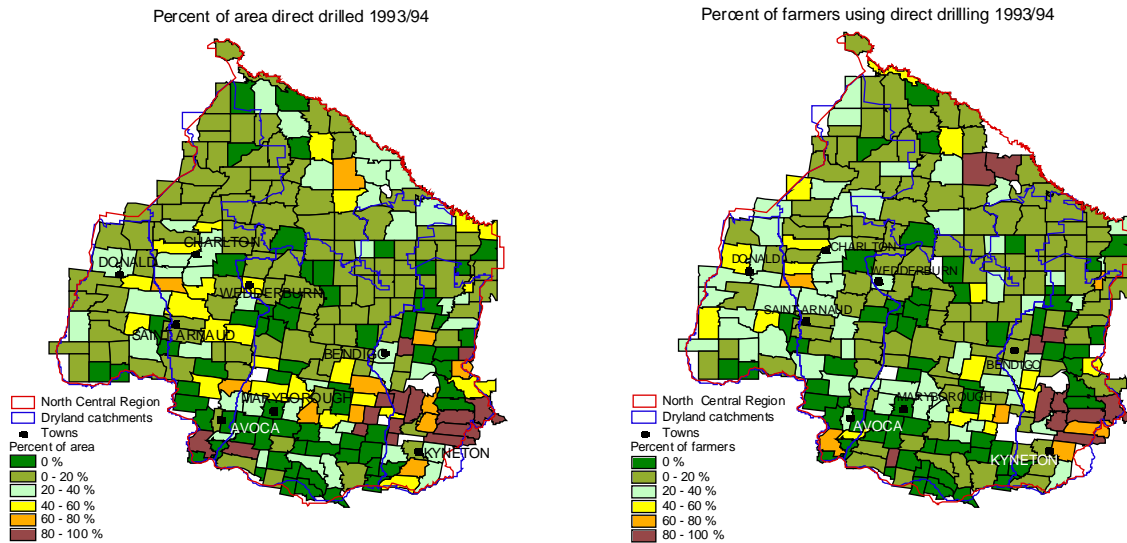 Percent of area direct drilled 1993/94
CHARLTON
DONALD
WEDDERBURN
SAINT ARNAUD
BENDIGO
MARYBOROUGH
AVOCA
KYNETON
North Central Region
Dryland catchments
Towns
Percent of area
0 %
0 - 20 %
20 - 40 %
40 - 60 %
60 - 80 %
80 - 100 %
Percent of farmers using direct drillling 1993/94
CHARLTON
DONALD
WEDDERBURN
SAINT ARNAUD
BENDIGO
MARYBOROUGH
AVOCA
KYNETON
North Central Region
Dryland catchments
Towns
Percent of farmers
0 %
0 - 20 %
20 - 40 %
40 - 60 %
60 - 80 %
80 - 100 %